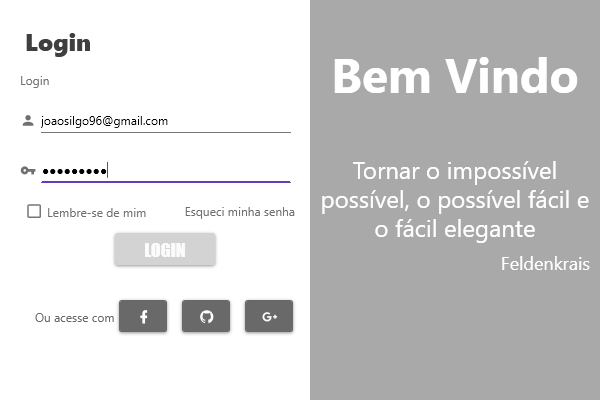 Login
Login
joaosilgo96@gmail.com
•••••••••
Lembre-se de mim
Esqueci minha senha
LOGIN
Ou acesse com
G+
Bem Vindo
Tornar o impossível
possível, o possível fácil e
o fácil elegante
Feldenkrais